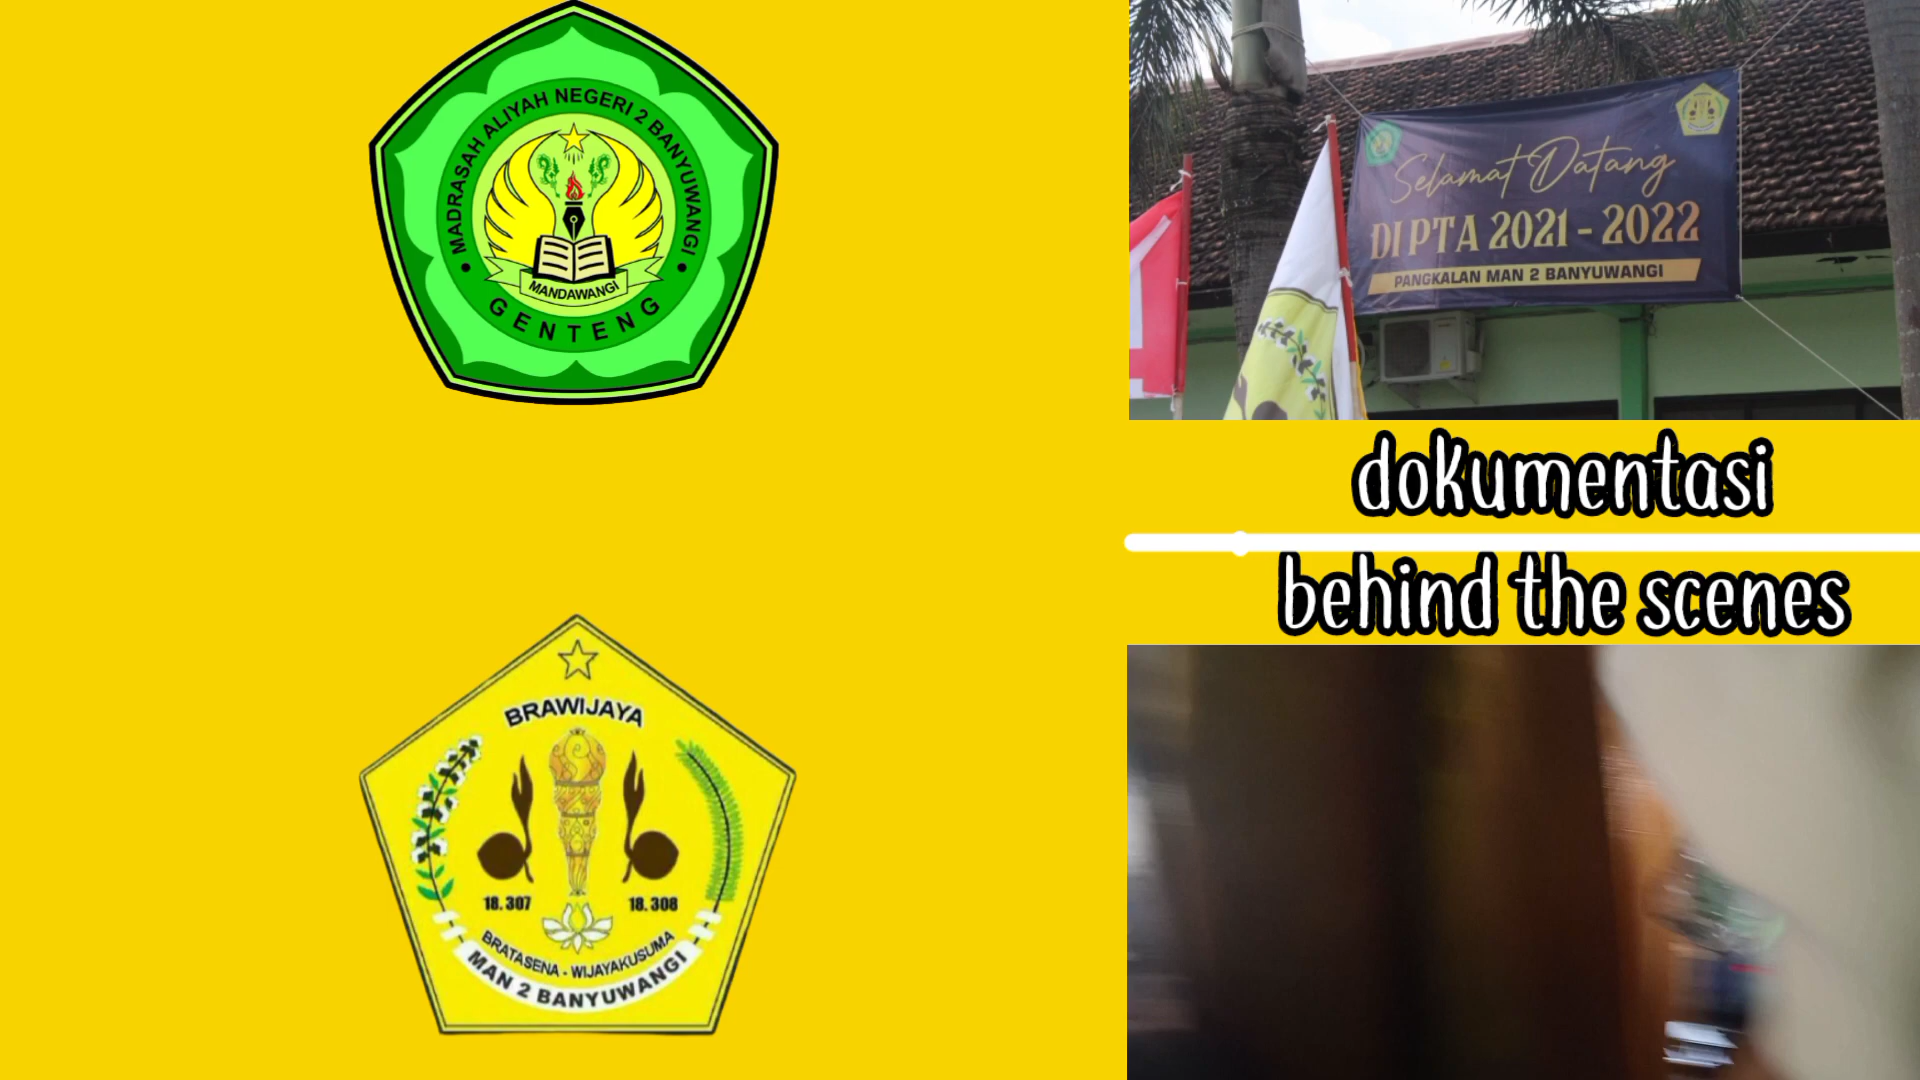 MADRASAH ALIYAH NEGERI 2 BANYUWANGI
MANDAWANGI
GENTENG
Selamat Datang
DI PTA 2021 - 2022
PANGKALAN MAN 2 BANYUWANGI
dokumentasi
behind the scenes
BRAWIJAYA
18.307
18.308
BRATASENA - WIJAYAKUSUMA
MAN 2 BANYUWANGI